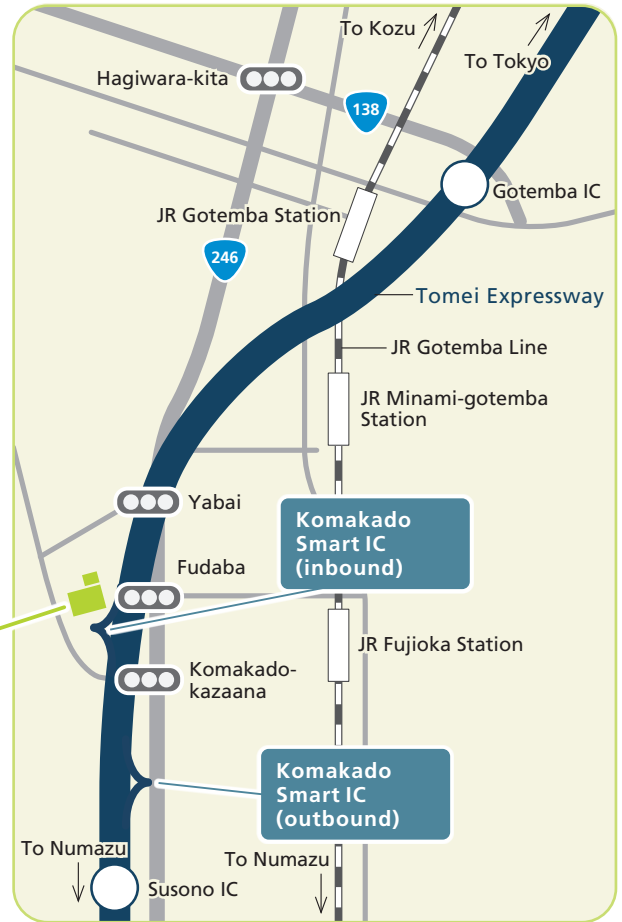 To Kozu
To Tokyo
Hagiwara-kita
138
Gotemba IC
JR Gotemba Station
246
Tomei Expressway
JR Gotemba Line
JR Minami-gotemba
Station
Yabai
Komakado
Smart IC
(inbound)
Fudaba
JR Fujioka Station
Komakado-
kazaana
Komakado
Smart IC
(outbound)
To Numazu
To Numazu
Susono IC